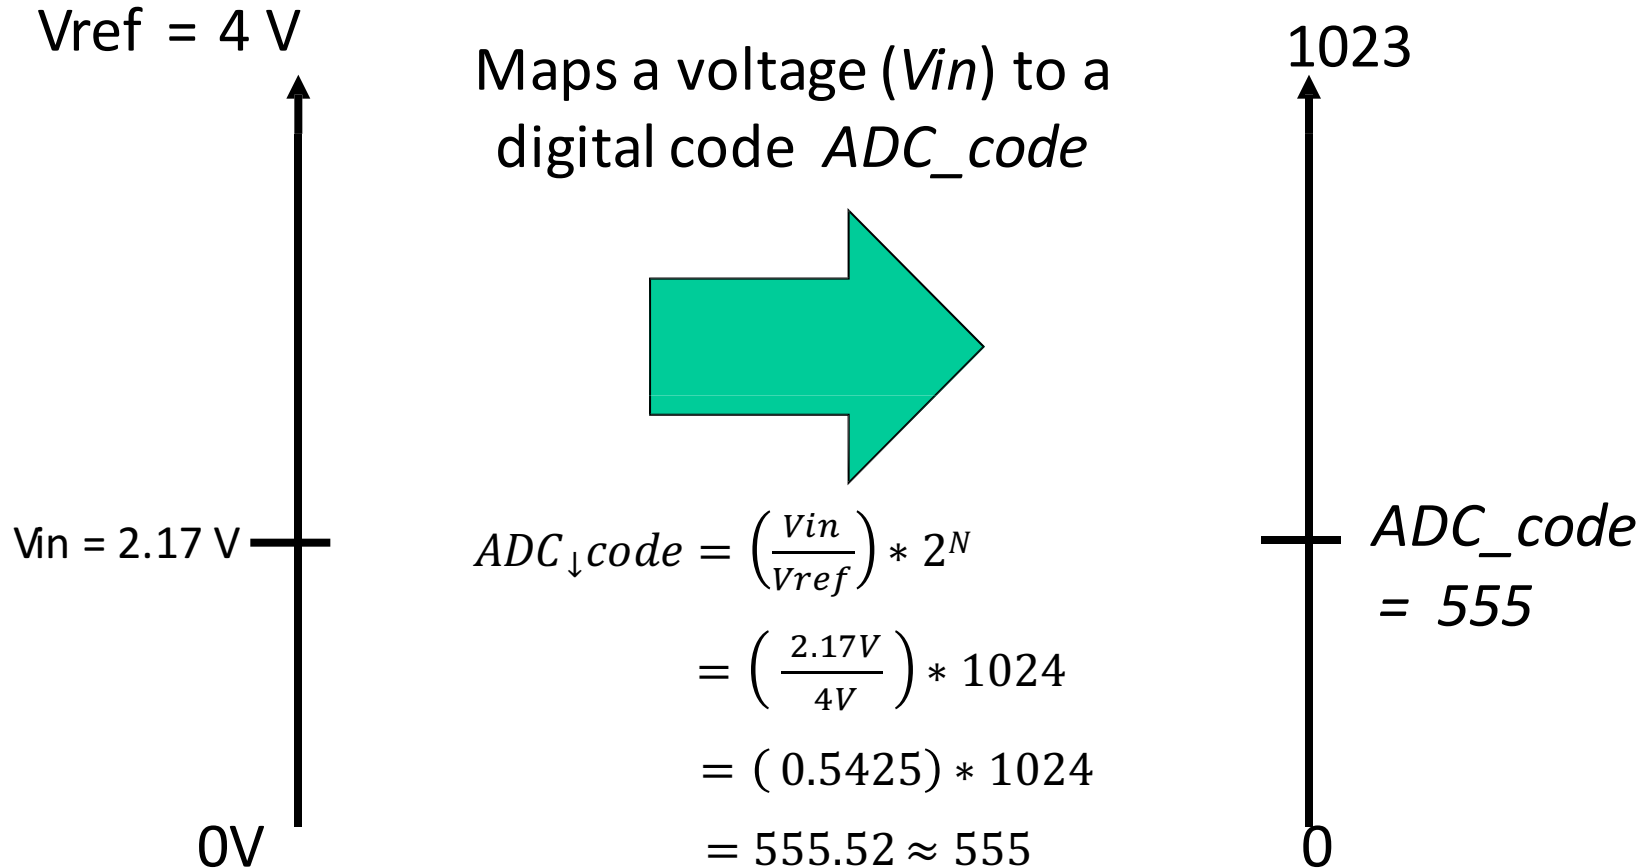 Vref = 4 V
Maps a voltage (Vin) to a
digital code ADC_code
1023
Vin = 2.17 V
ADC↓code = (Vin/Vref) * 2^N
= (2.17V/4V) * 1024
= ( 0.5425) * 1024
= 555.52 ≈ 555
ADC_code
= 555
0V
0